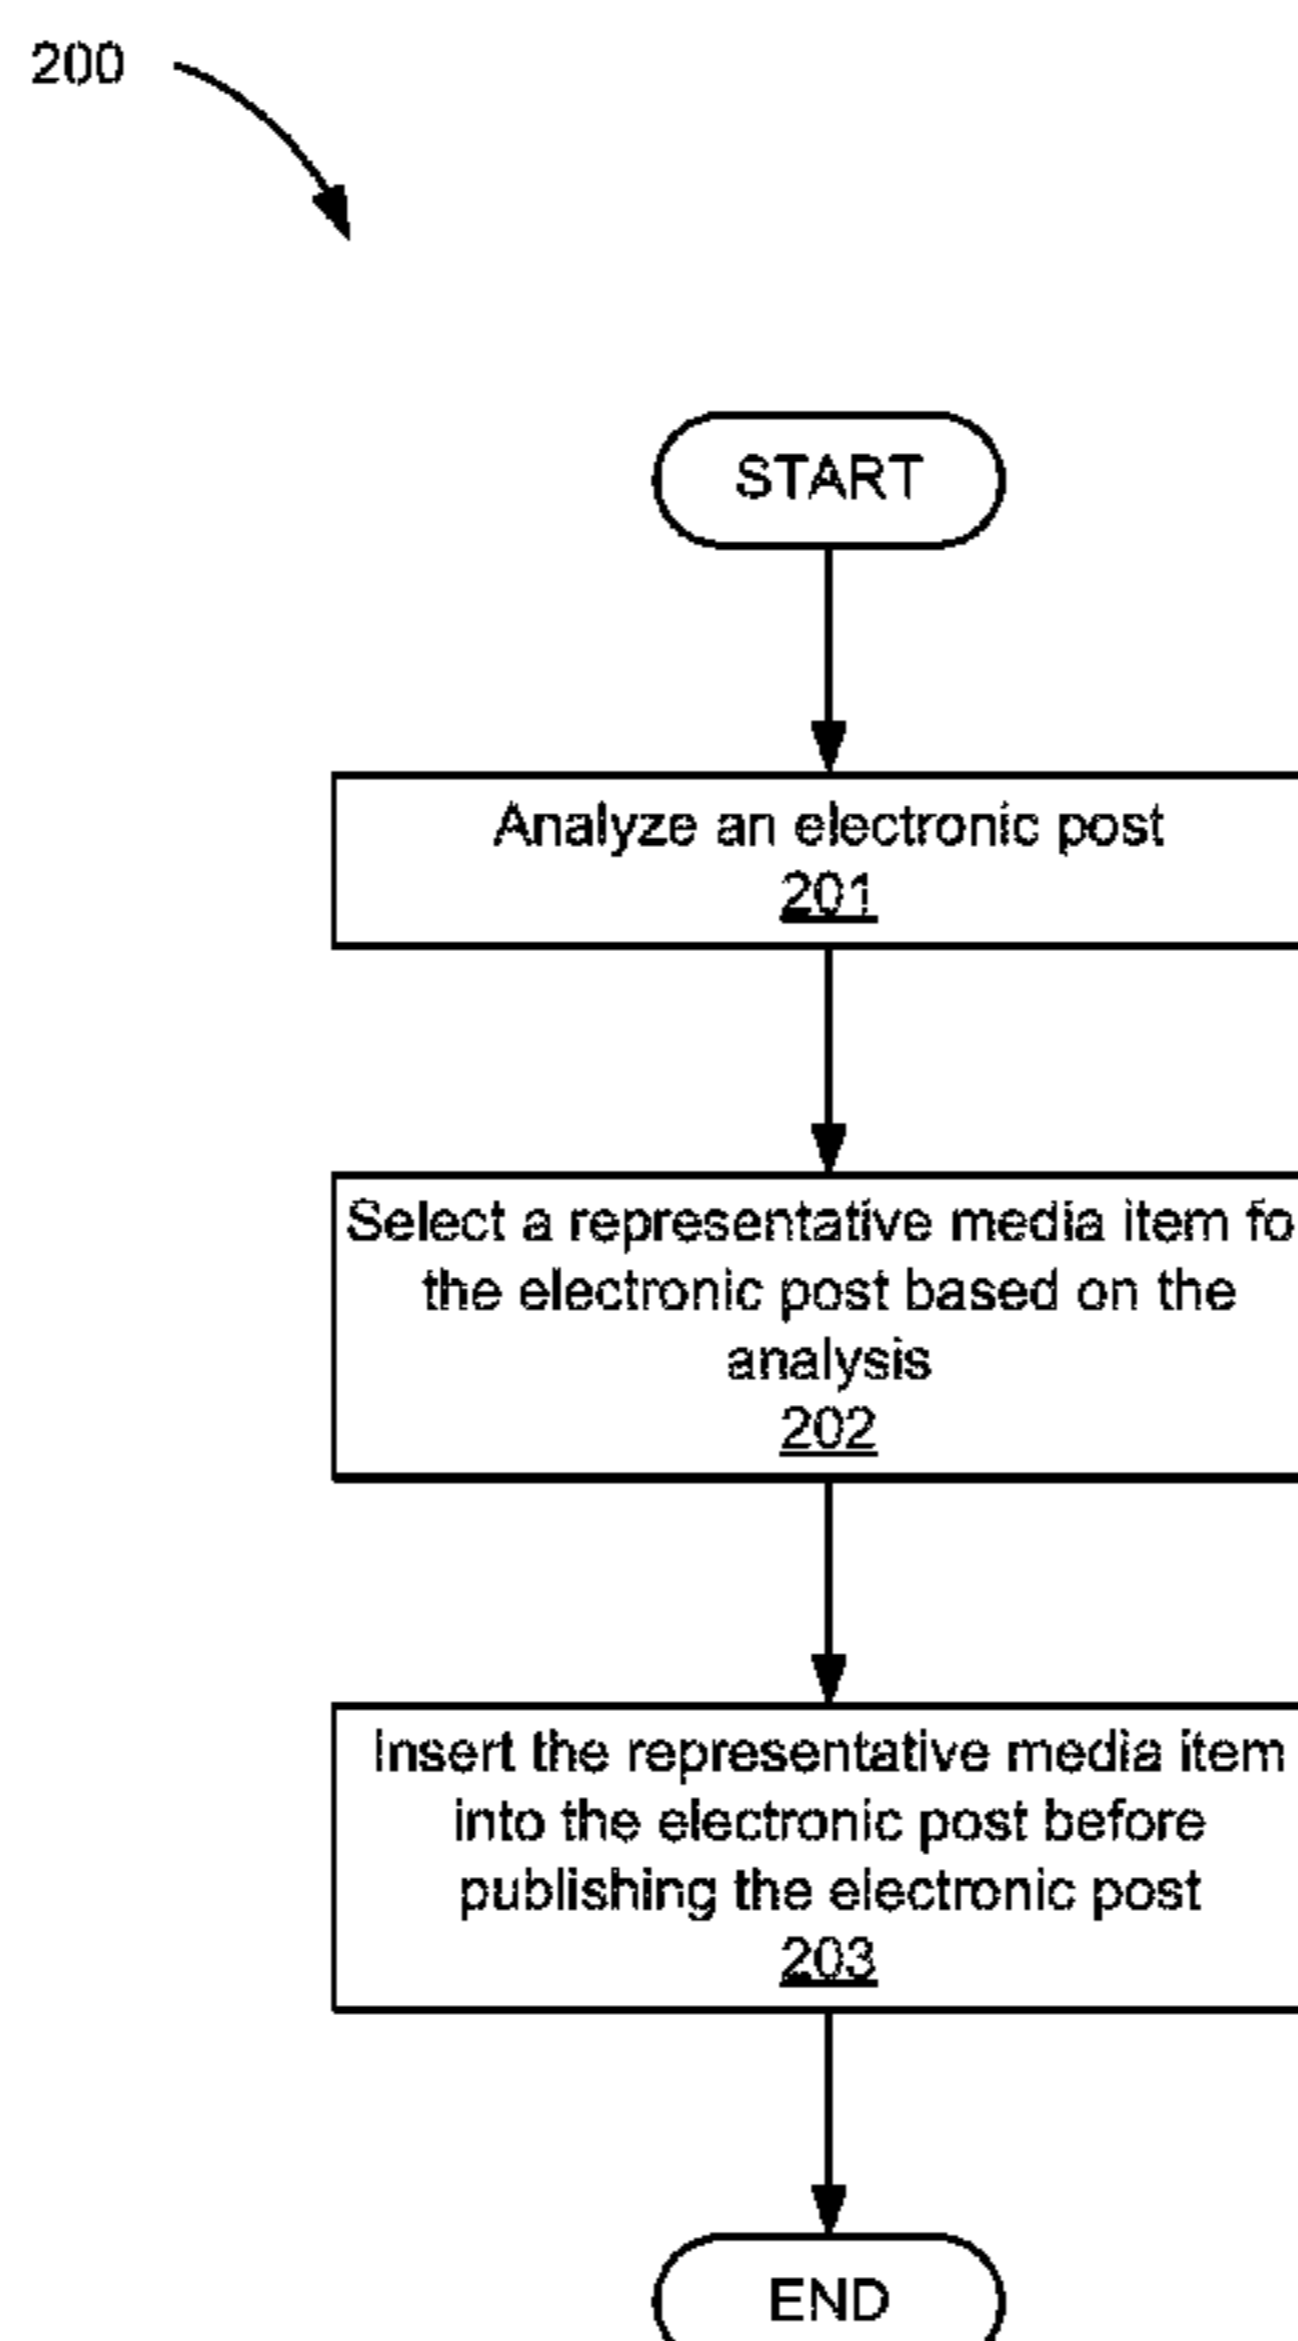 200
START
Analyze an electronic post
201
Select a representative media item fo
the electronic post based on the
analysis
202
Insert the representative media item
into the electronic post before
publishing the electronic post
203
END